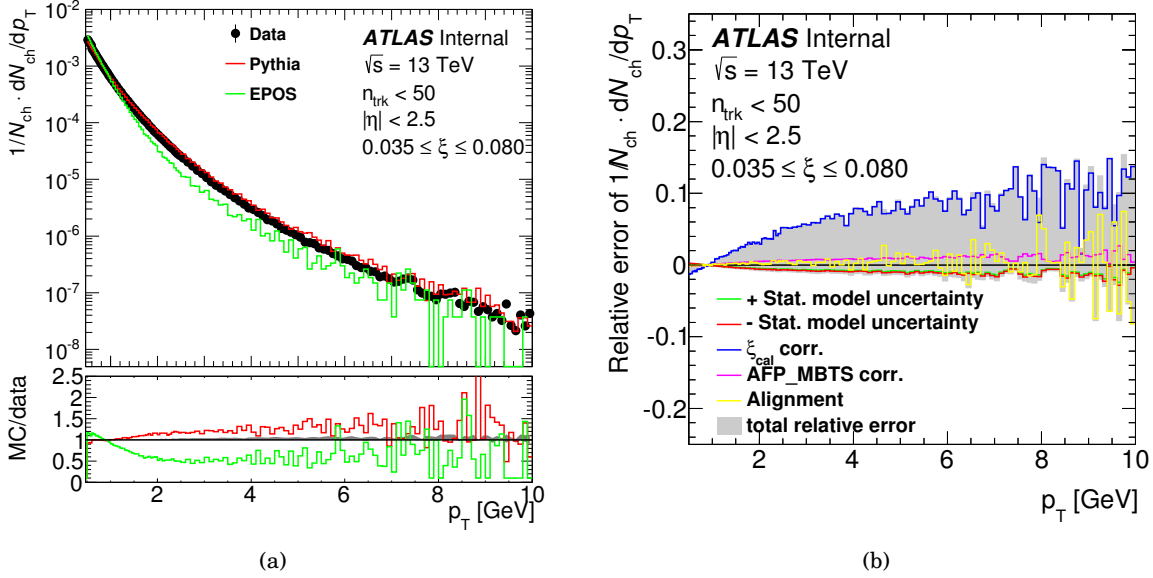 1/N_ch · dN_ch/dp_T
10^-2
10^-3
10^-4
10^-5
10^-6
10^-7
10^-8
Data
Pythia
EPOS
ATLAS Internal
√s = 13 TeV
n_trk < 50
|η| < 2.5
0.035 ≤ ξ ≤ 0.080
MC/data
2.5
2
1.5
1
0.5
0
2 4 6 8 10
p_T [GeV]
(a)
Relative error of 1/N_ch · dN_ch/dp_T
0.3
0.2
0.1
0
-0.1
-0.2
ATLAS Internal
√s = 13 TeV
n_trk < 50
|η| < 2.5
0.035 ≤ ξ ≤ 0.080
+ Stat. model uncertainty
- Stat. model uncertainty
ξ_cal corr.
AFP_MBTS corr.
Alignment
total relative error
2 4 6 8 10
p_T [GeV]
(b)